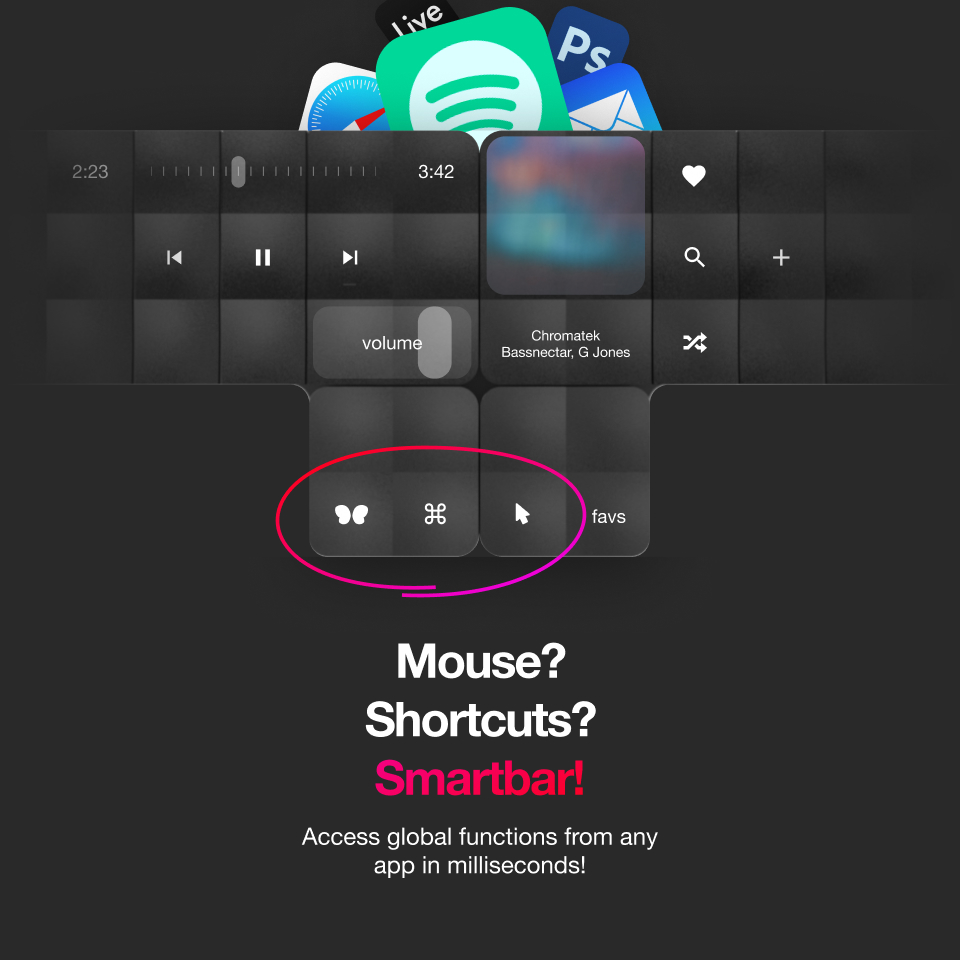 live
Ps
2:23
3:42
volume
Chromatek
Bassnectar, G Jones
favs
Mouse?
Shortcuts?
Smartbar!
Access global functions from any
app in milliseconds!